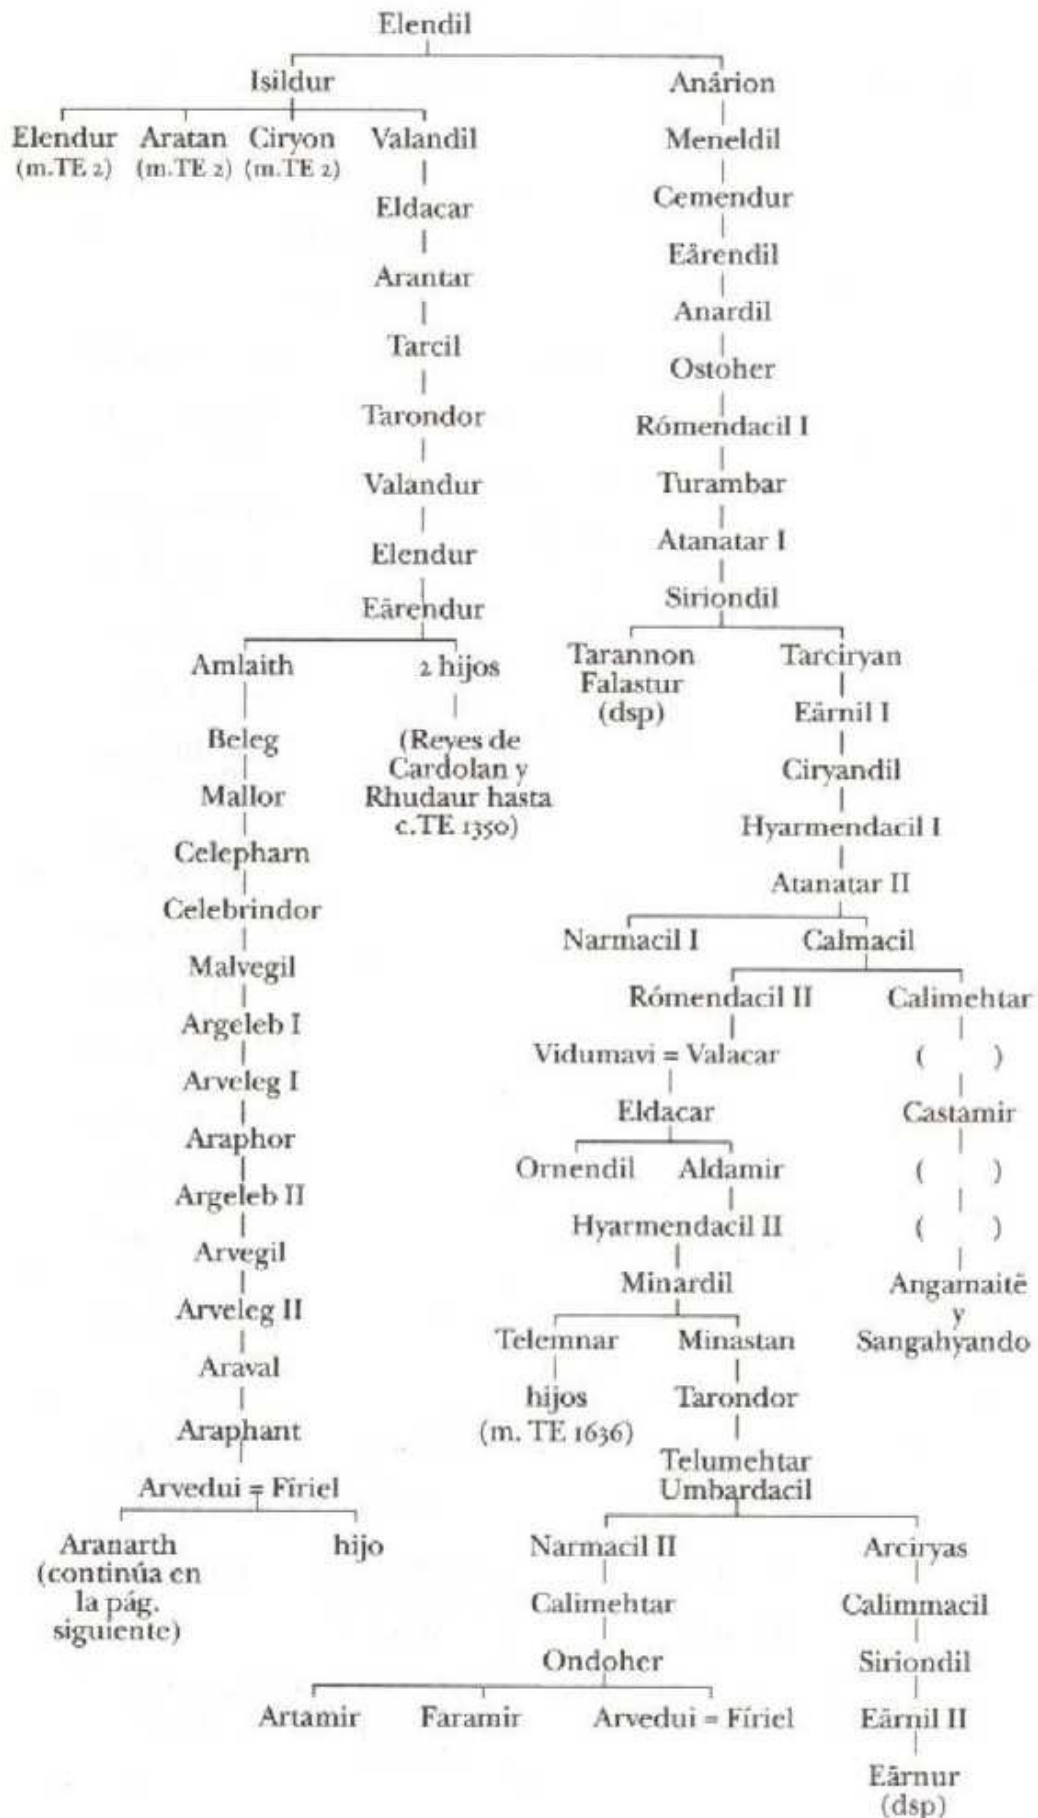 Elendil
Isildur
Anârion
Elendur Aratan Ciryon Valandil
(m.TE 2) (m.TE 2) (m.TE 2)
Meneldil
Cemendur
Eldacar
Eârendil
Arantar
Anardil
Tarcil
Ostoher
Tarondor
Rómendacil I
Valandur
Turambar
Elendur
Atanatar I
Eârendur
Siriondil
Amlaith 2 hijos
Tarannon Tarciryan
Falastur
(dsp)
Eârnil I
Beleg (Reyes de
Cardolan y
Rhudaur hasta
c.TE 1350)
Ciryandil
Mallor
Hyarmendacil I
Celepharn
Atanatar II
Celebrindor
Narmacil I Calmacil
Malvegil
Rómendacil II Calimehtar
Argeleb I
Vidumavi = Valacar ( )
Arveleg I
Eldacar Castamir
Araphor
Ornendil Aldamir ( )
Argeleb II
Hyarmendacil II ( )
Arvegil
Minardil Angamaitë
y
Sangahyando
Arveleg II
Telemnar Minastan
Araval
hijos Tarondor
(m. TE 1636)
Araphant
Telumehtar
Umbardacil
Arvedui = Fíriel
Aranarth hijo
(continúa en
la pág.
siguiente)
Narmacil II Arciryas
Calimehtar Calimmacil
Ondoher Siriondil
Artamir Faramir Arvedui = Fíriel Eârnil II
Eârnur
(dsp)